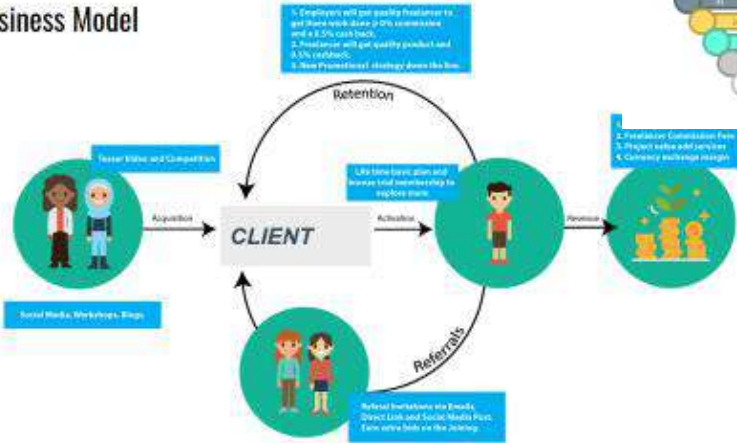 siness Model
1. Employers will get quality freelancer to
get there work done @ 0% commission
and a 0.5% cash back.
2. Freelancer will get quality product and
0.5% cashback.
3. New Promotional strategy down the line.
Retention
Teaser Video and Competition
Life time basic plan and
trial membership to
explore more.
1.
2. Freelancer Commission Fees
3. Project value add services
4. Currency exchange margin
Acquisition
CLIENT
Activation
Revenue
Social Media, Workshops, Blogs.
Referrals
Referral Invitations via Emails,
Direct Link and Social Media Post.
Earn extra bids on the Joining.